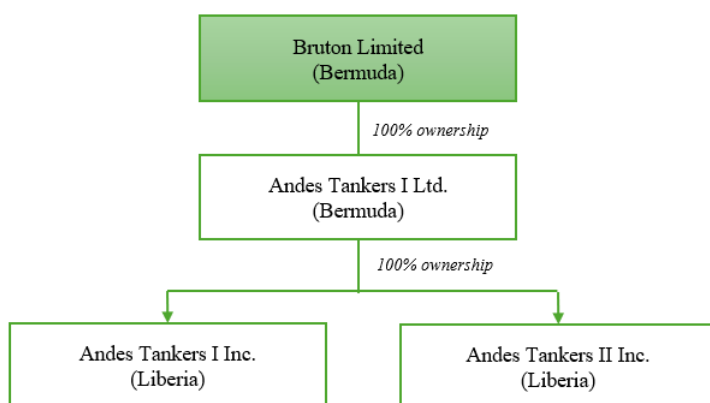 Bruton Limited
(Bermuda)
100% ownership
Andes Tankers I Ltd.
(Bermuda)
100% ownership
Andes Tankers I Inc.
(Liberia)
Andes Tankers II Inc.
(Liberia)